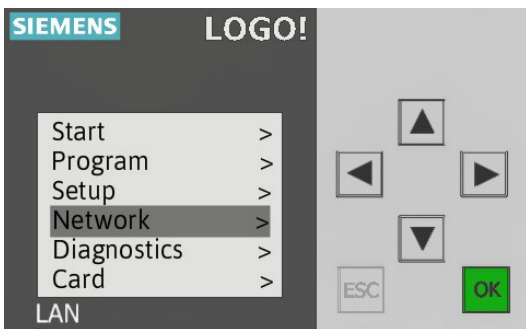 SIEMENS LOGO!
Start >
Program >
Setup >
Network >
Diagnostics >
Card >
LAN
ESC OK